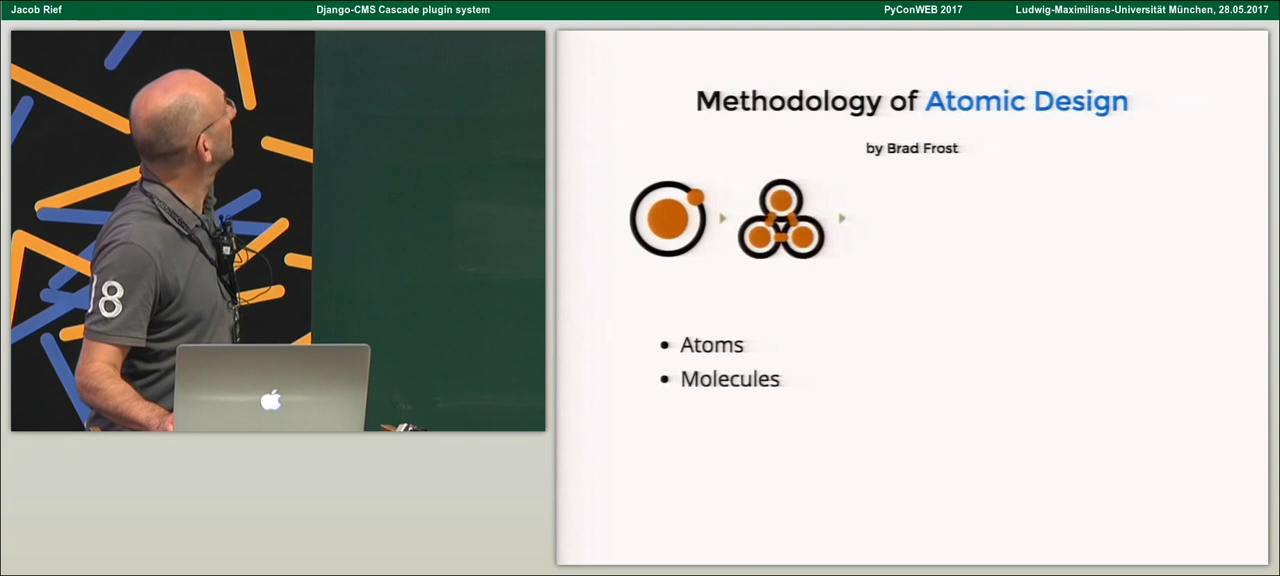 Jacob Rief
Django-CMS Cascade plugin system
PyConWEB 2017
Ludwig-Maximilians-Universität München, 28.05.2017
Methodology of Atomic Design
by Brad Frost
• Atoms
• Molecules
18